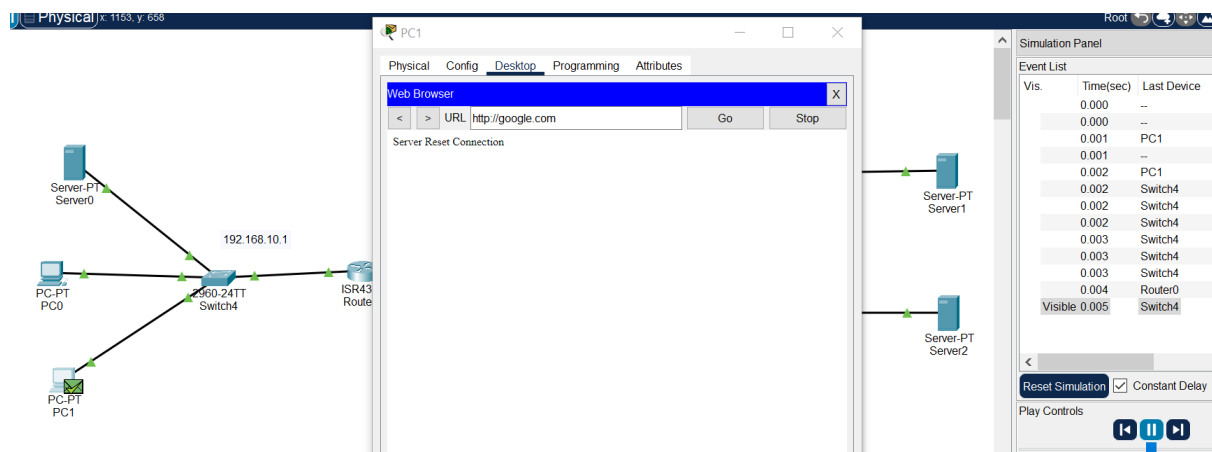 Physical x: 1153, y: 658
Root
PC1
Physical Config Desktop Programming Attributes
Web Browser X
< > URL http://google.com Go Stop
Server Reset Connection
Server-PT
Server0
192.168.10.1
PC-PT
PC0
2960-24TT
Switch4
ISR43
Route
PC-PT
PC1
Server-PT
Server1
Server-PT
Server2
Simulation Panel
Event List
Vis. Time(sec) Last Device
0.000 --
0.000 --
0.001 PC1
0.001 --
0.002 PC1
0.002 Switch4
0.002 Switch4
0.002 Switch4
0.003 Switch4
0.003 Switch4
0.003 Switch4
0.004 Router0
Visible 0.005 Switch4
Reset Simulation Constant Delay
Play Controls